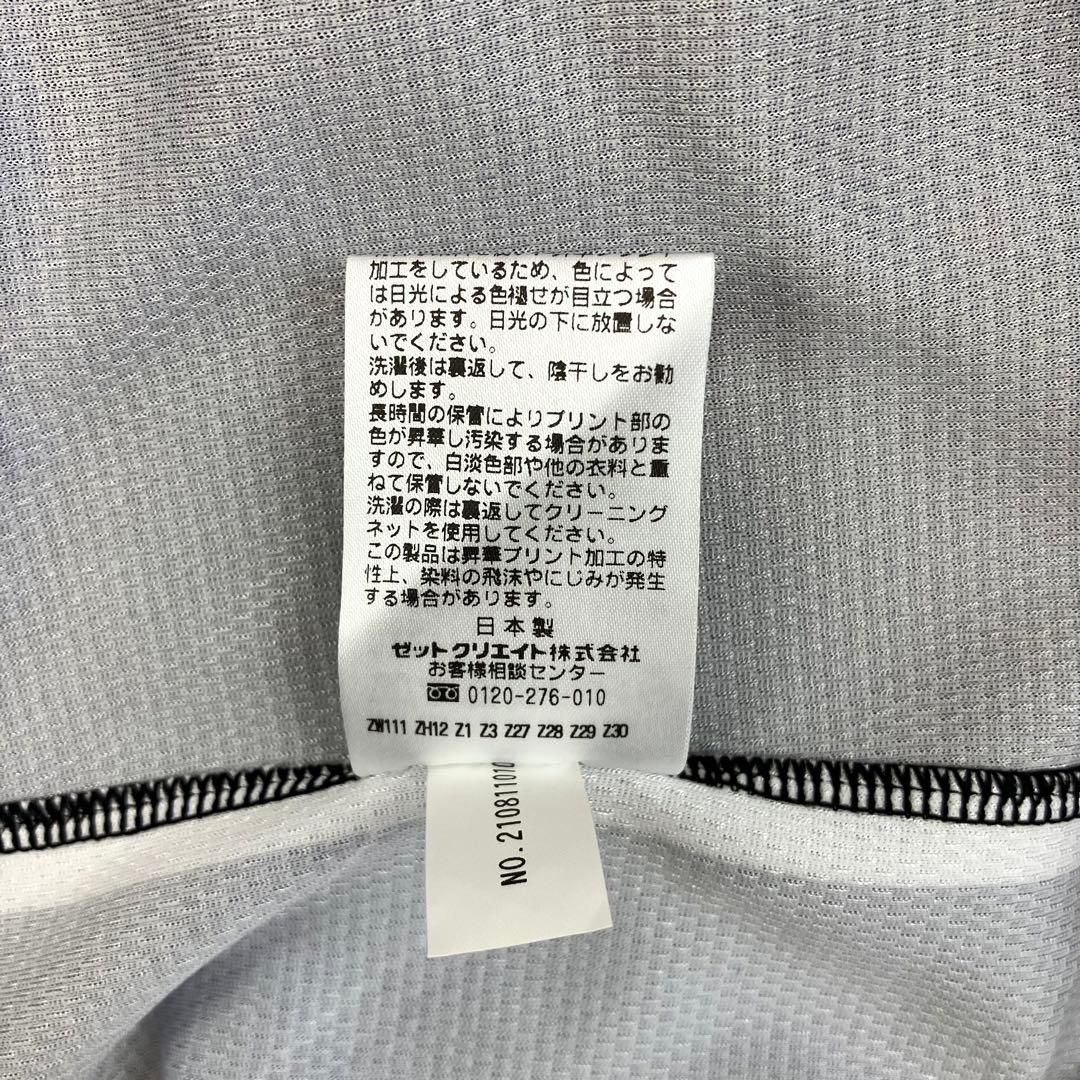 加工をしているため、色によって
は日光による色褪せが目立つ場合
があります。日光の下に放置しな
いでください。
洗濯後は裏返して、陰干しをお勧
めします。
長時間の保管によりプリント部の
色が昇華し汚染する場合がありま
すので、白淡色部や他の衣料と重
ねて保管しないでください。
洗濯の際は裏返してクリーニング
ネットを使用してください。
この製品は昇華プリント加工の特
性上、染料の飛沫やにじみが発生
する場合があります。
日本製
ゼットクリエイト株式会社
お客様相談センター
0120-276-010
ZW111 ZH12 Z1 Z3 Z27 Z28 Z29 Z30
NO.210811010